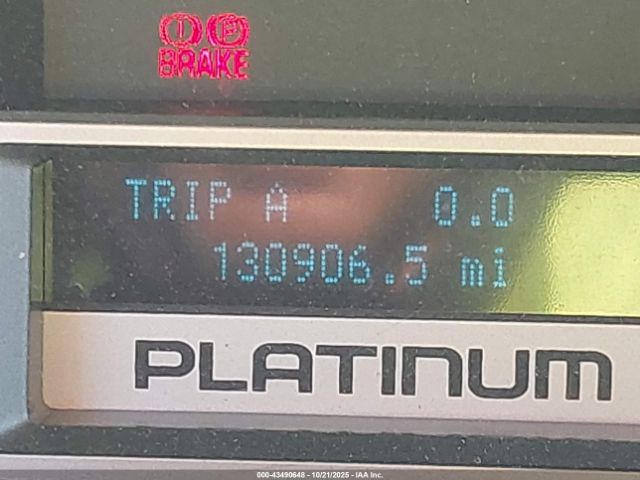 BRAKE
TRIP A 0.0
130906.5 mi
PLATINUM
000-43490648 - 10/21/2025 - IAA Inc.